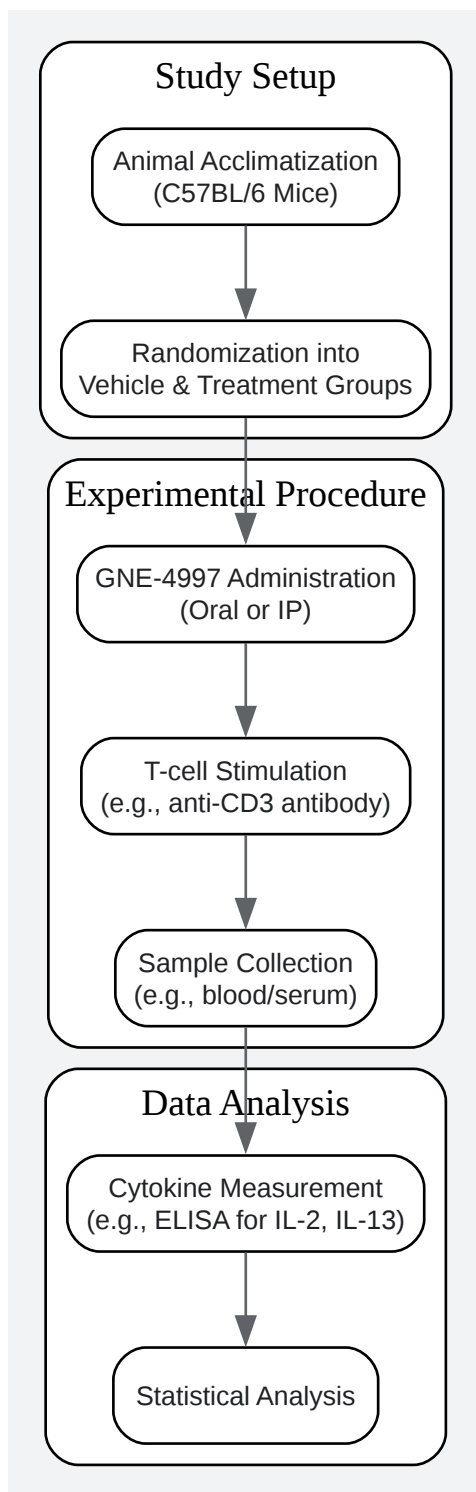 Study Setup
Animal Acclimatization
(C57BL/6 Mice)
Randomization into
Vehicle & Treatment Groups
Experimental Procedure
GNE-4997 Administration
(Oral or IP)
T-cell Stimulation
(e.g., anti-CD3 antibody)
Sample Collection
(e.g., blood/serum)
Data Analysis
Cytokine Measurement
(e.g., ELISA for IL-2, IL-13)
Statistical Analysis